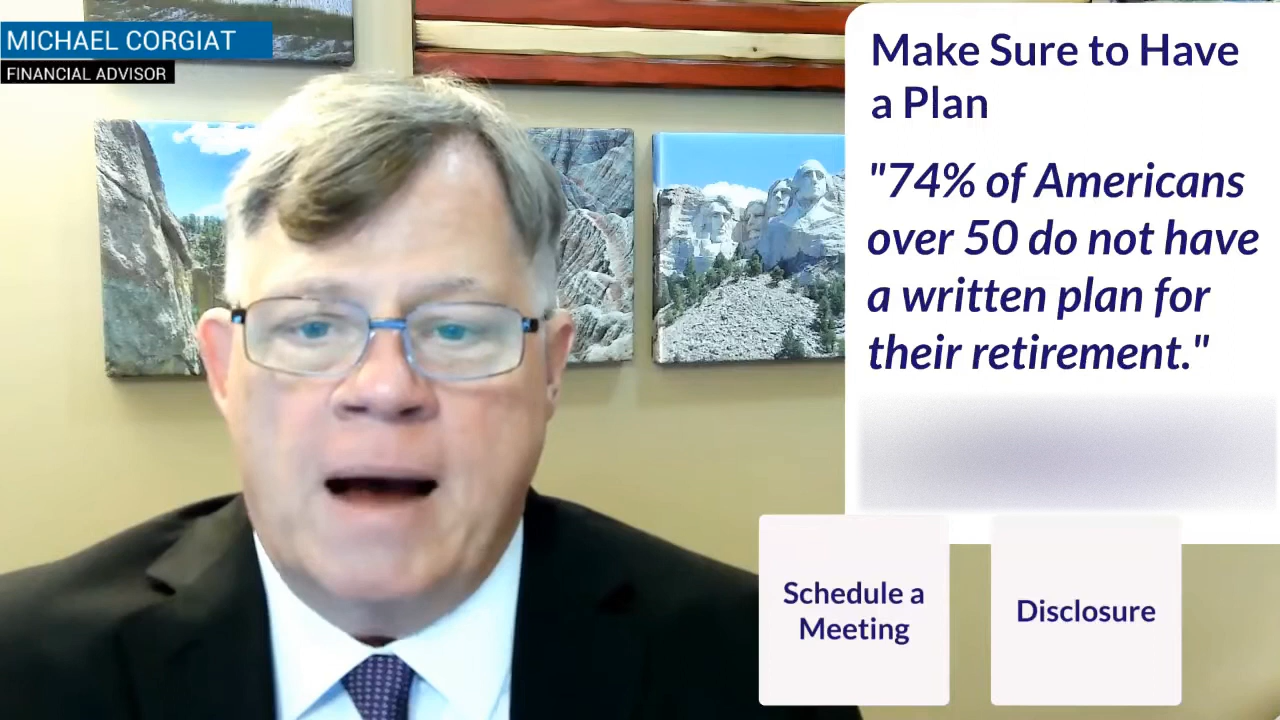 MICHAEL CORGIAT
FINANCIAL ADVISOR
Make Sure to Have
a Plan
"74% of Americans
over 50 do not have
a written plan for
their retirement."
Schedule a
Meeting
Disclosure